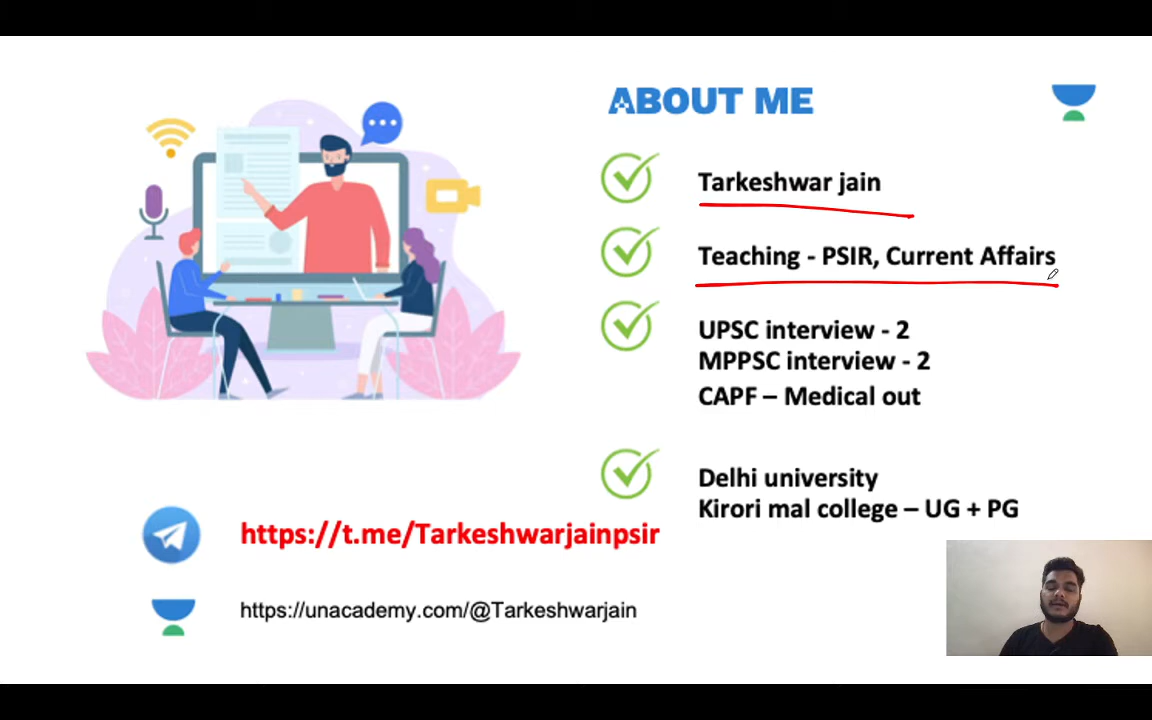 ABOUT ME
Tarkeshwar jain
Teaching - PSIR, Current Affairs
UPSC interview - 2
MPPSC interview - 2
CAPF – Medical out
Delhi university
Kirori mal college – UG + PG
https://t.me/Tarkeshwarjainpsir
https://unacademy.com/@Tarkeshwarjain